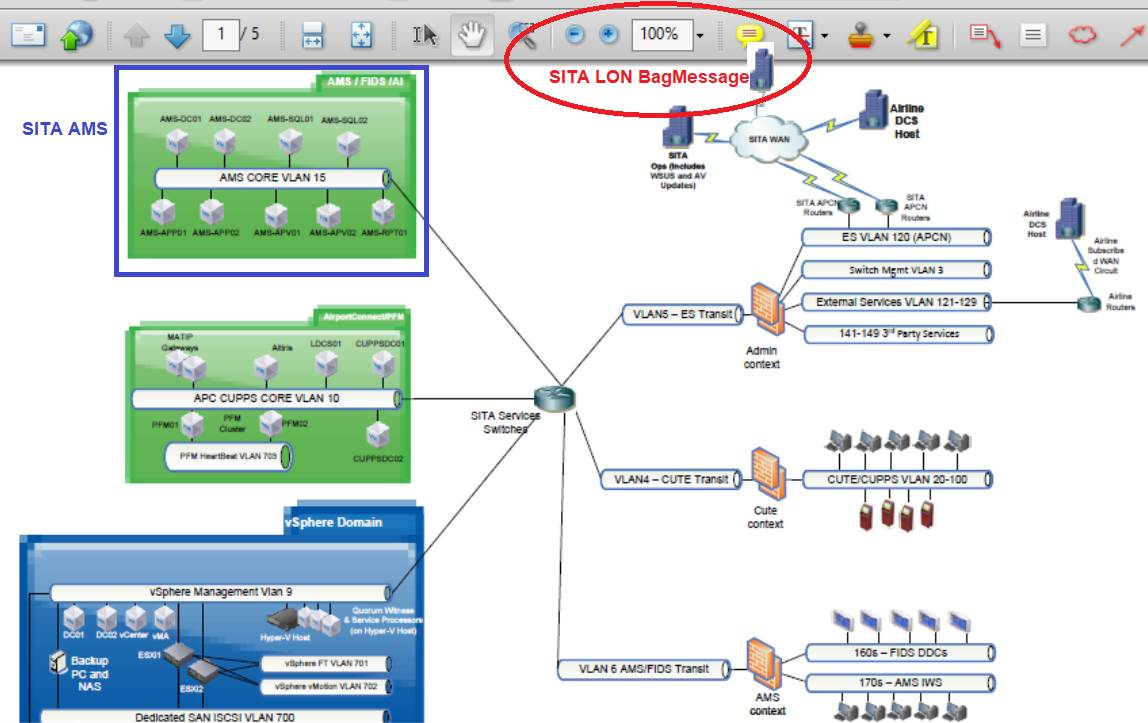 1 / 5
100%
SITA LON BagMessage
SITA AMS
AMS / FIDS /AI
AMS-DC01
AMS-DC02
AMS-SQL01
AMS-SQL02
AMS CORE VLAN 15
AMS-APP01
AMS-APP02
AMS-APV01
AMS-APV02
AMS-RPT01
SITA WAN
SITA
Ops (Includes
WSUS and AV
Updates)
Airline
DCS
Host
SITA APCN
Routers
SITA
APCN
Routers
Airline
DCS
Host
Airline
Subscribe
d WAN
Circuit
Airline
Routers
ES VLAN 120 (APCN)
Switch Mgmt VLAN 3
External Services VLAN 121-129
141-149 3rd Party Services
VLAN5 – ES Transit
Admin
context
AirportConnect/PFM
MATIP
Gateways
Altiris
LDCS01
CUPPSDC01
APC CUPPS CORE VLAN 10
PFM01
PFM
Cluster
PFM02
PFM HeartBeat VLAN 703
CUPPSDC02
SITA Services
Switches
VLAN4 – CUTE Transit
Cute
context
CUTE/CUPPS VLAN 20-100
vSphere Domain
vSphere Management Vlan 9
DC01
DC02
vCenter
vMA
Hyper-V Host
Quorum Witness
& Service Processors
(on Hyper-V Host)
ESXI1
ESXI2
Backup
PC and
NAS
vSphere FT VLAN 701
vSphere vMotion VLAN 702
Dedicated SAN ISCSI VLAN 700
VLAN 6 AMS/FIDS Transit
AMS
context
160s – FIDS DDCs
170s – AMS IWS